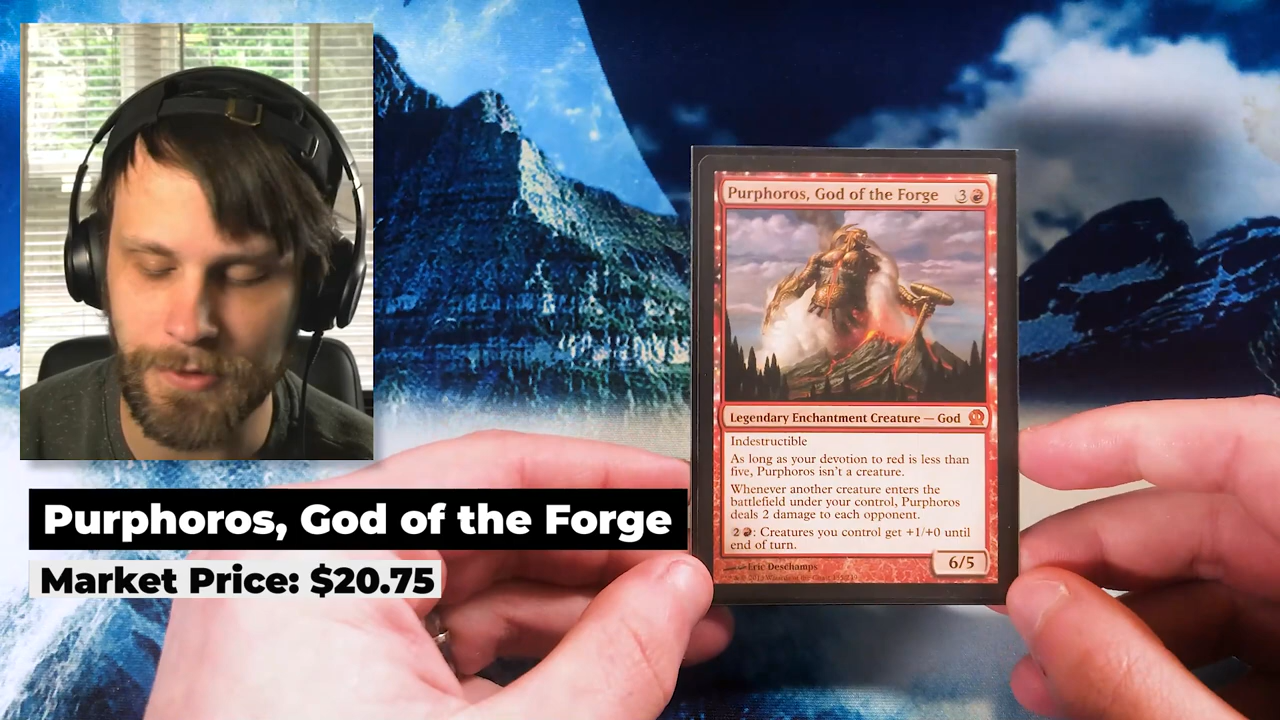 Purphoros, God of the Forge
Market Price: $20.75
Purphoros, God of the Forge 3
Legendary Enchantment Creature — God
Indestructible
As long as your devotion to red is less than
five, Purphoros isn't a creature.
Whenever another creature enters the
battlefield under your control, Purphoros
deals 2 damage to each opponent.
2 : Creatures you control get +1/+0 until
end of turn.
6/5
Eric Deschamps